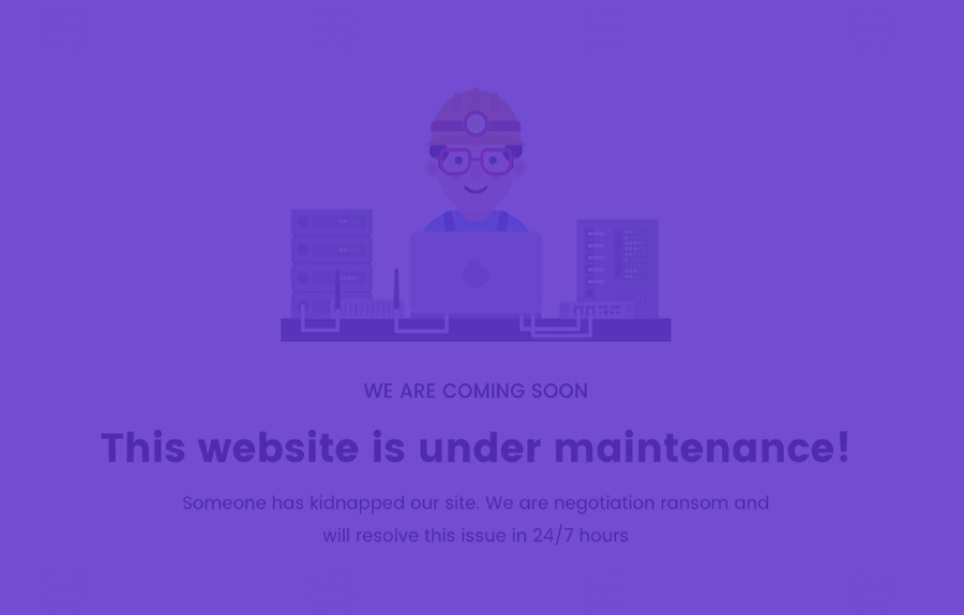 WE ARE COMING SOON
This website is under maintenance!
Someone has kidnapped our site. We are negotiation ransom and
will resolve this issue in 24/7 hours